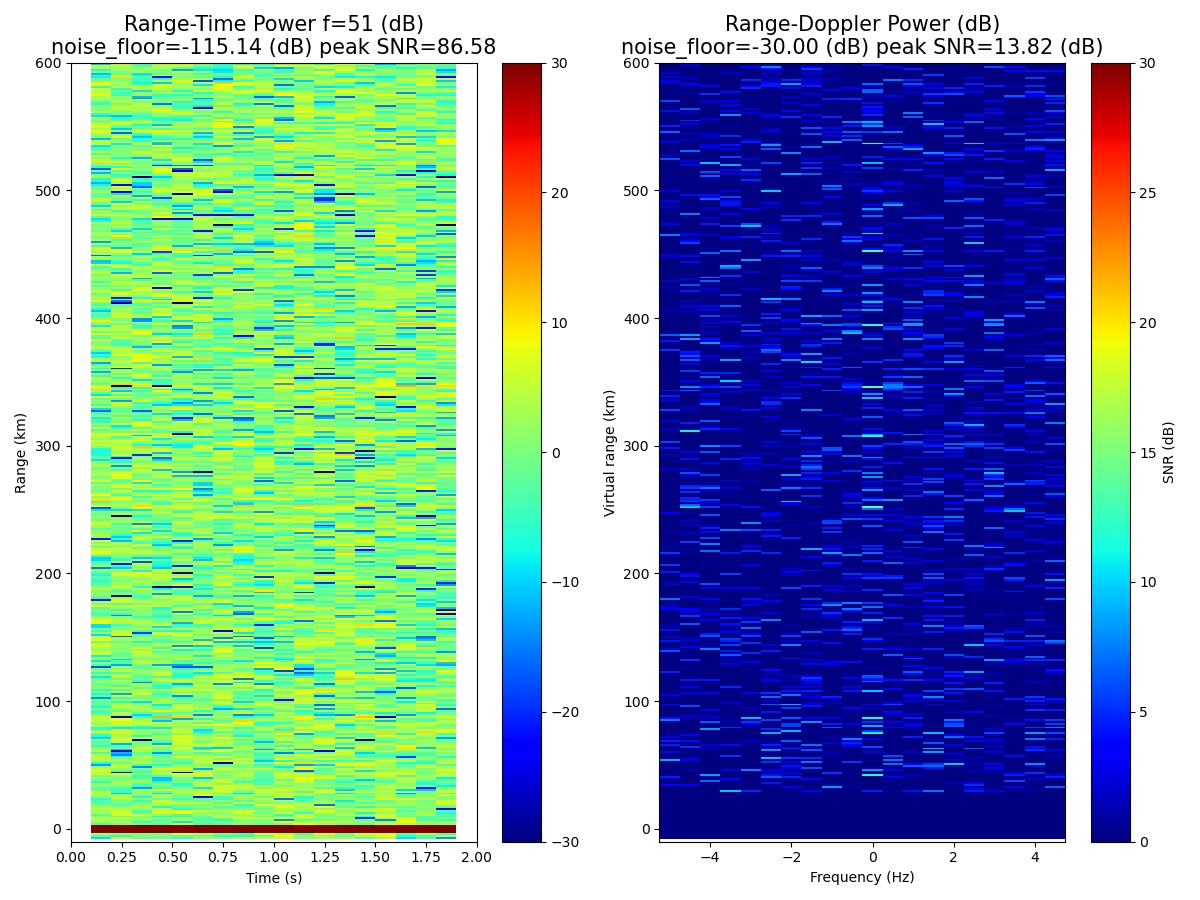 Range-Time Power f=51 (dB)
noise_floor=-115.14 (dB) peak SNR=86.58
600
500
400
300
200
100
0
Range (km)
0.00 0.25 0.50 0.75 1.00 1.25 1.50 1.75 2.00
Time (s)
30
20
10
0
−10
−20
−30
Range-Doppler Power (dB)
noise_floor=-30.00 (dB) peak SNR=13.82 (dB)
600
500
400
300
200
100
0
Virtual range (km)
−4 −2 0 2 4
Frequency (Hz)
30
25
20
15
10
5
0
SNR (dB)